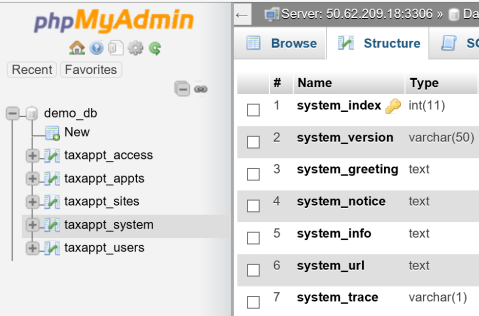 phpMyAdmin
Recent Favorites
demo_db
New
taxappt_access
taxappt_appts
taxappt_sites
taxappt_system
taxappt_users
Server: 50.62.209.18:3306 »
Browse Structure
# Name Type
1 system_index int(11)
2 system_version varchar(50)
3 system_greeting text
4 system_notice text
5 system_info text
6 system_url text
7 system_trace varchar(1)